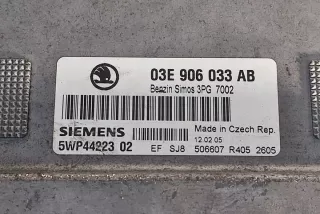 03E 906 033 AB
Benzin Simos 3PG 7002
SIEMENS
Made in Czech Rep.
12 02 05
5WP44223 02
EF SJ8 506607 R405 2605